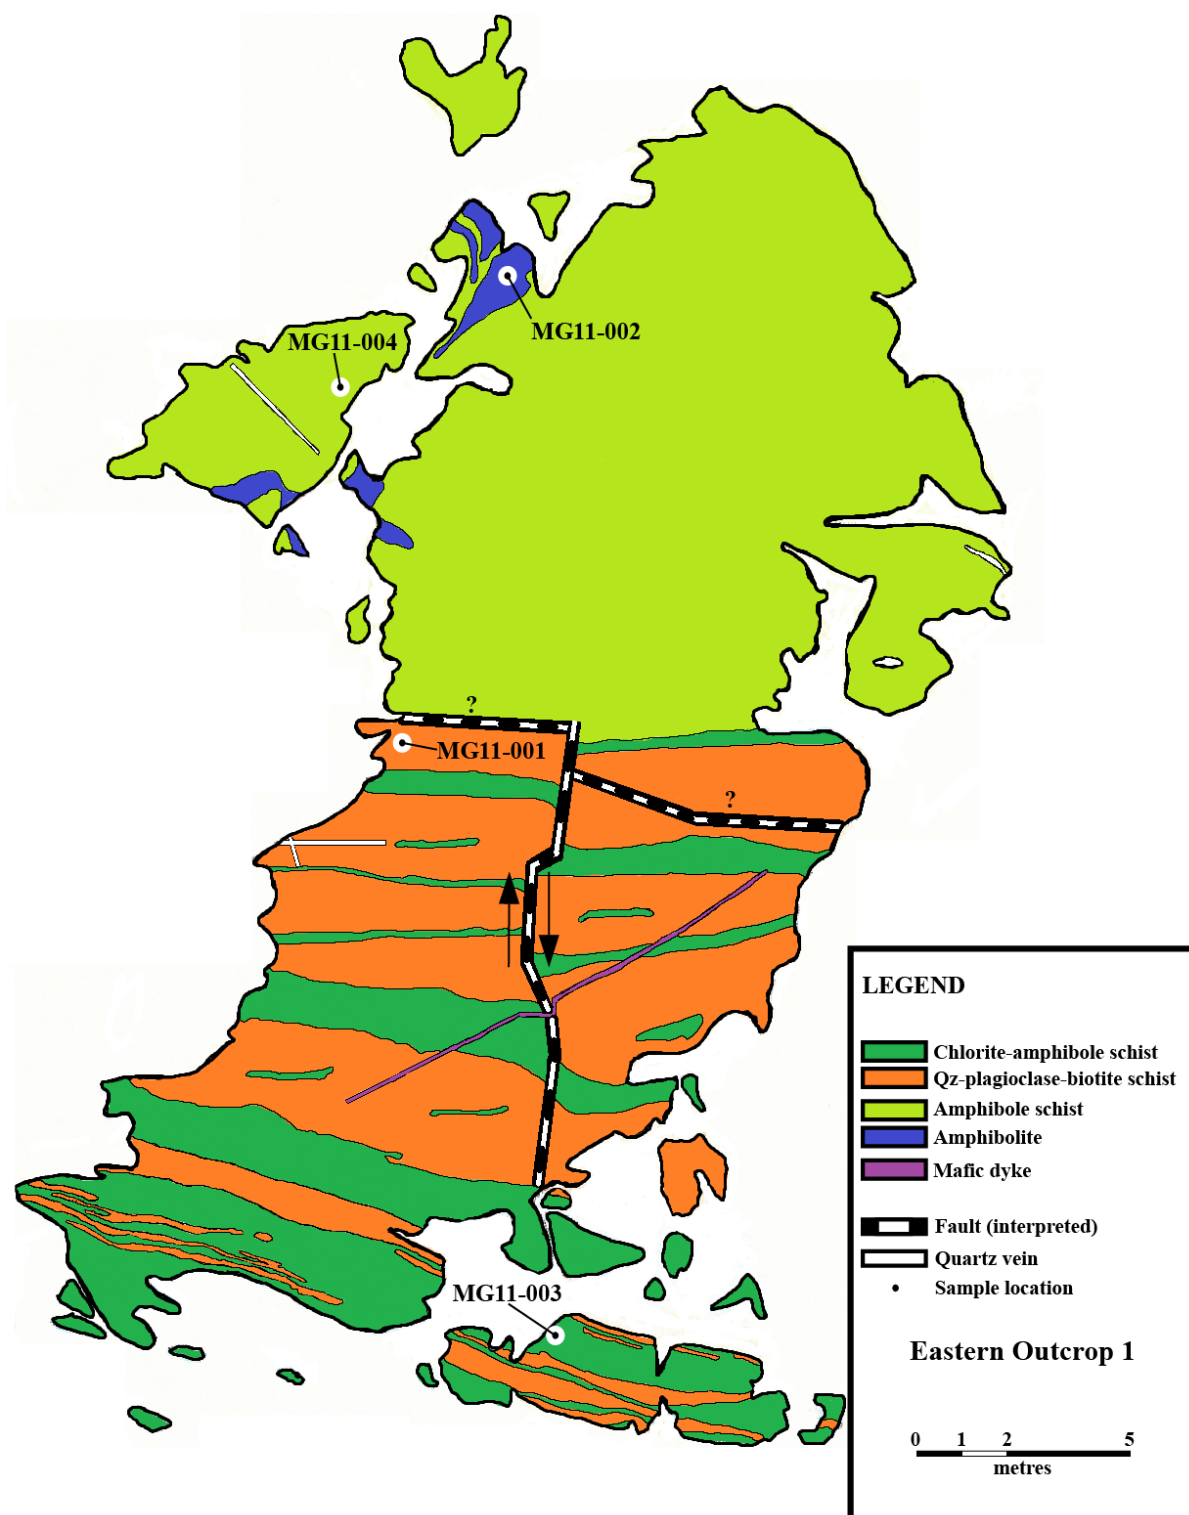 MG11-002
MG11-004
?
MG11-001
?
LEGEND
Chlorite-amphibole schist
Qz-plagioclase-biotite schist
Amphibole schist
Amphibolite
Mafic dyke
Fault (interpreted)
Quartz vein
Sample location
MG11-003
Eastern Outcrop 1
0 1 2 5
metres